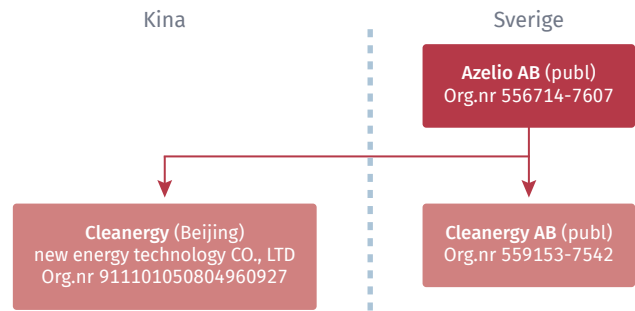 Kina
Sverige
Azelio AB (publ)
Org.nr 556714-7607
Cleanergy (Beijing)
new energy technology CO., LTD
Org.nr 911101050804960927
Cleanergy AB (publ)
Org.nr 559153-7542